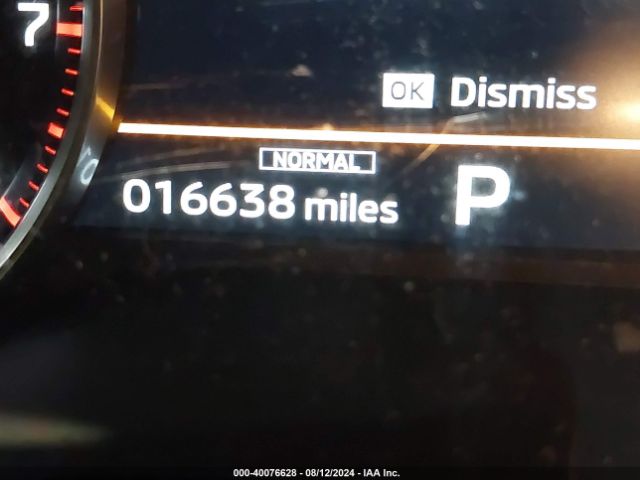 7
OK Dismiss
NORMAL
016638 miles P
000-40076628 - 08/12/2024 - IAA Inc.